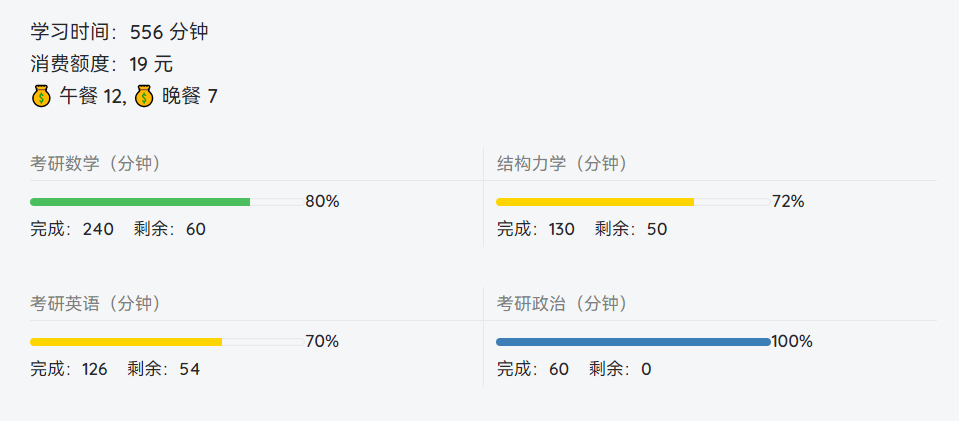 学习时间：556 分钟
消费额度：19 元
💰 午餐 12, 💰 晚餐 7
考研数学（分钟）
80%
完成：240 剩余：60
结构力学（分钟）
72%
完成：130 剩余：50
考研英语（分钟）
70%
完成：126 剩余：54
考研政治（分钟）
100%
完成：60 剩余：0